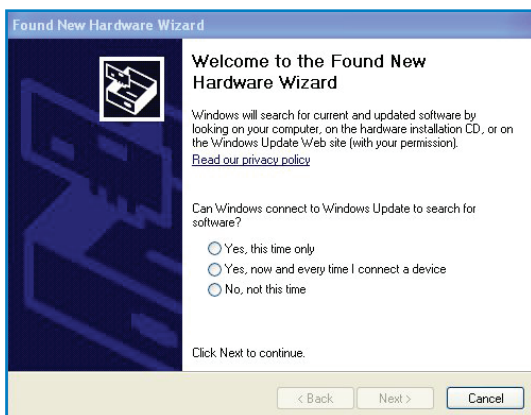 Found New Hardware Wizard
Welcome to the Found New
Hardware Wizard
Windows will search for current and updated software by
looking on your computer, on the hardware installation CD, or on
the Windows Update Web site (with your permission).
Read our privacy policy
Can Windows connect to Windows Update to search for
software?
Yes, this time only
Yes, now and every time I connect a device
No, not this time
Click Next to continue.
< Back Next > Cancel